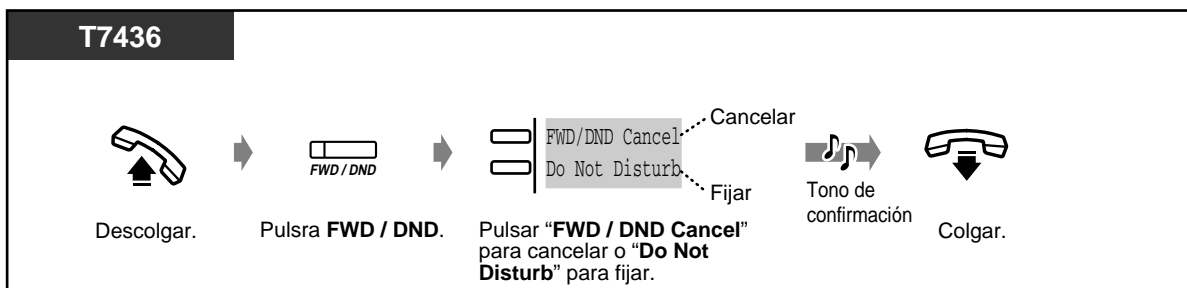 T7436
FWD/DND Cancel
Do Not Disturb
Cancelar
Fijar
FWD / DND
Tono de
confirmación
Descolgar.
Pulsra FWD / DND.
Pulsar “FWD / DND Cancel”
para cancelar o “Do Not
Disturb” para fijar.
Colgar.